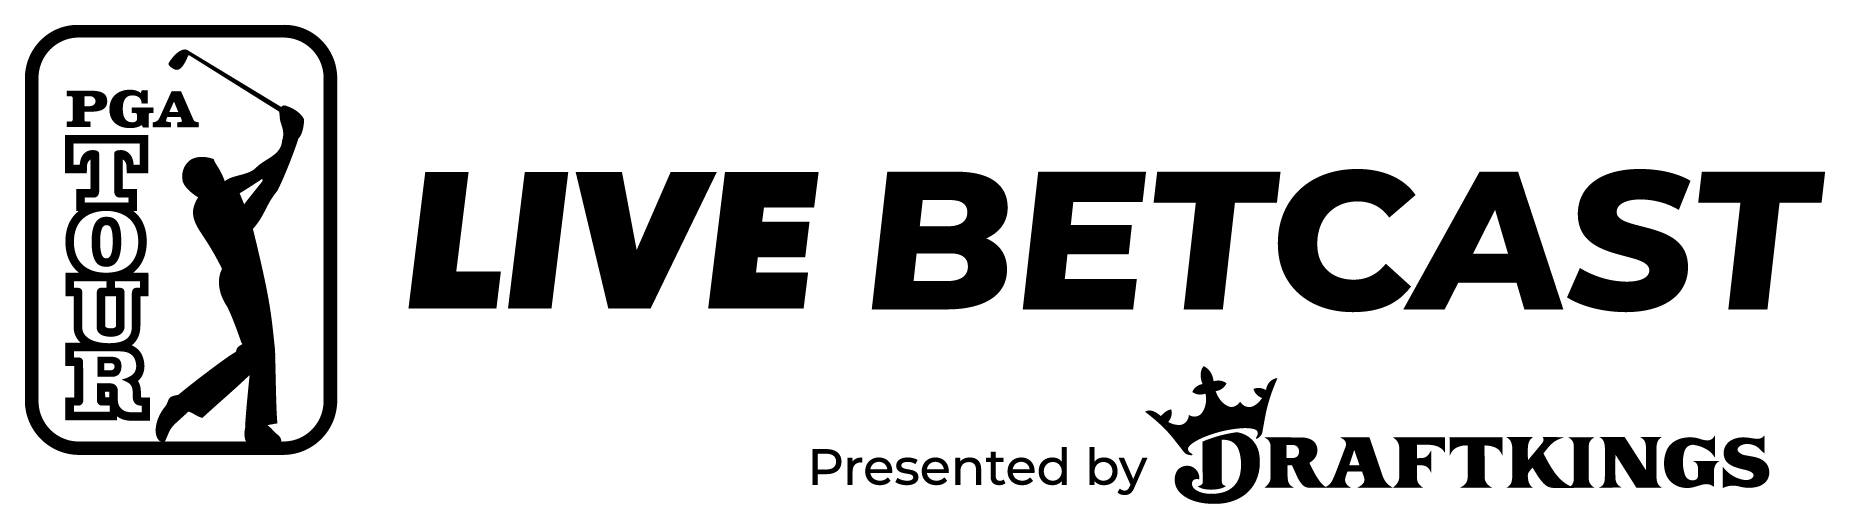 PGA
TOUR
LIVE BETCAST
Presented by DRAFTKINGS